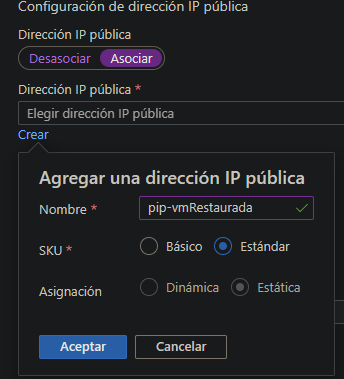 Configuración de dirección IP pública
Dirección IP pública
Desasociar Asociar
Dirección IP pública *
Elegir dirección IP pública
Crear
Agregar una dirección IP pública
Nombre * pip-vmRestaurada
SKU * Básico Estándar
Asignación Dinámica Estática
Aceptar Cancelar